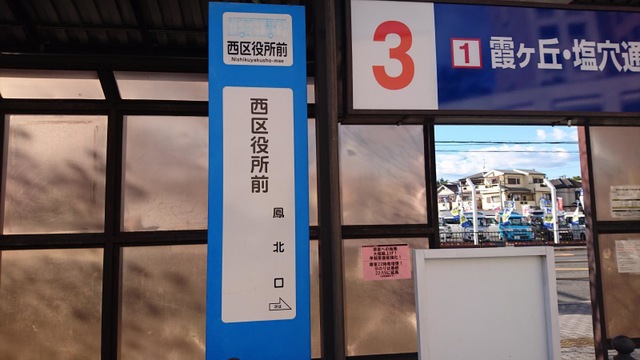 西区役所前
Nishikuyakusho-mae
西区役所前
鳳北口
3
1 霞ヶ丘・塩穴通